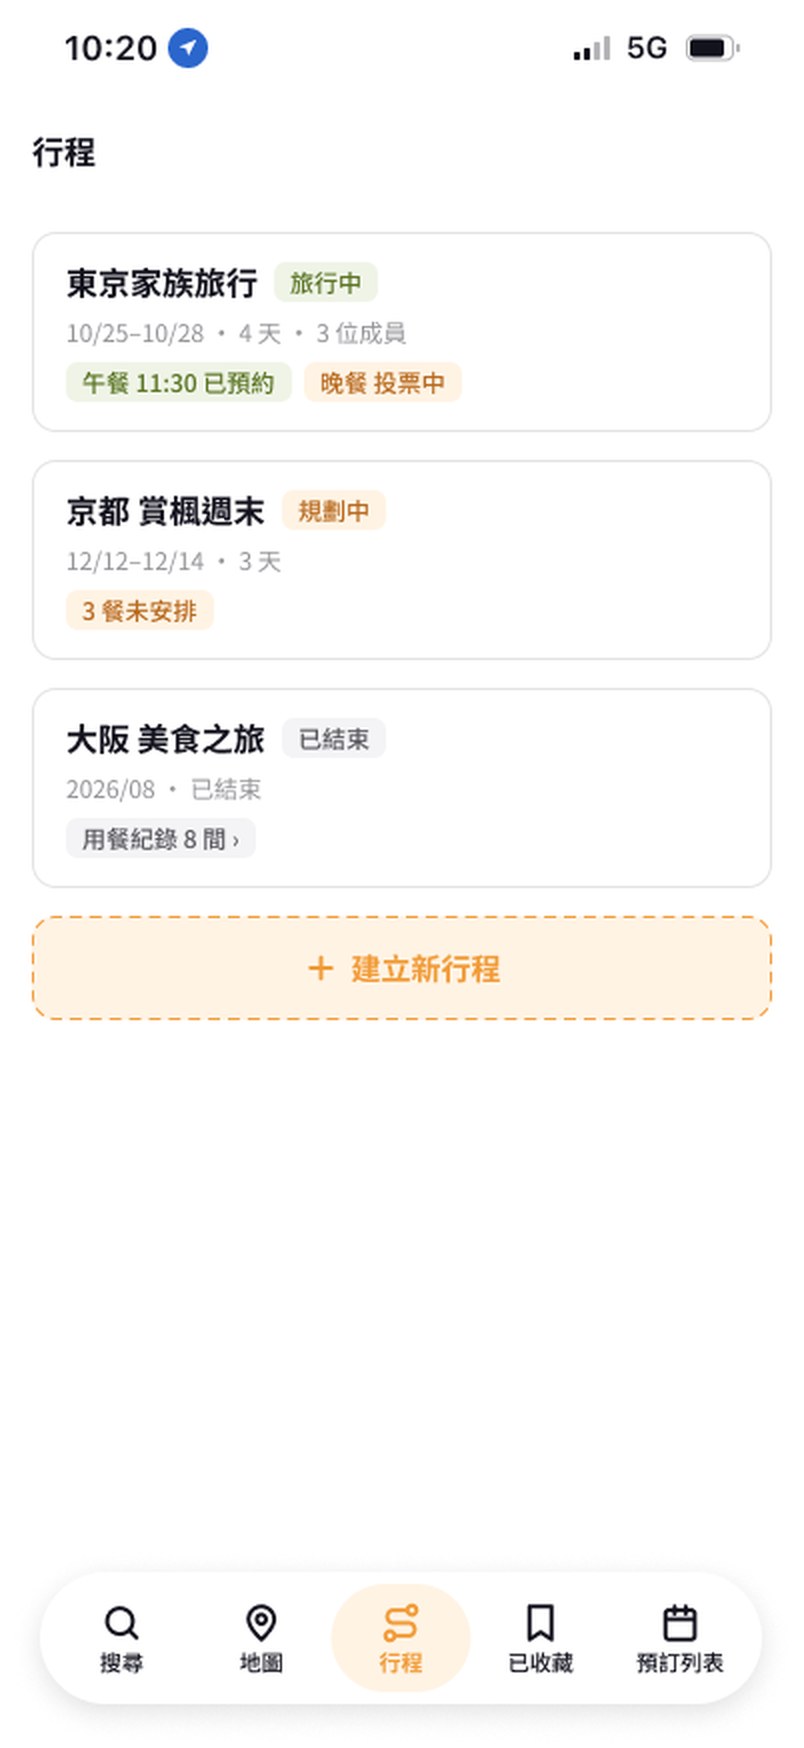 10:20
5G
行程
東京家族旅行 旅行中
10/25–10/28 • 4 天 • 3 位成員
午餐 11:30 已預約 晚餐 投票中
京都 賞楓週末 規劃中
12/12–12/14 • 3 天
3 餐未安排
大阪 美食之旅 已結束
2026/08 • 已結束
用餐紀錄 8 間 ›
+ 建立新行程
搜尋 地圖 行程 已收藏 預訂列表